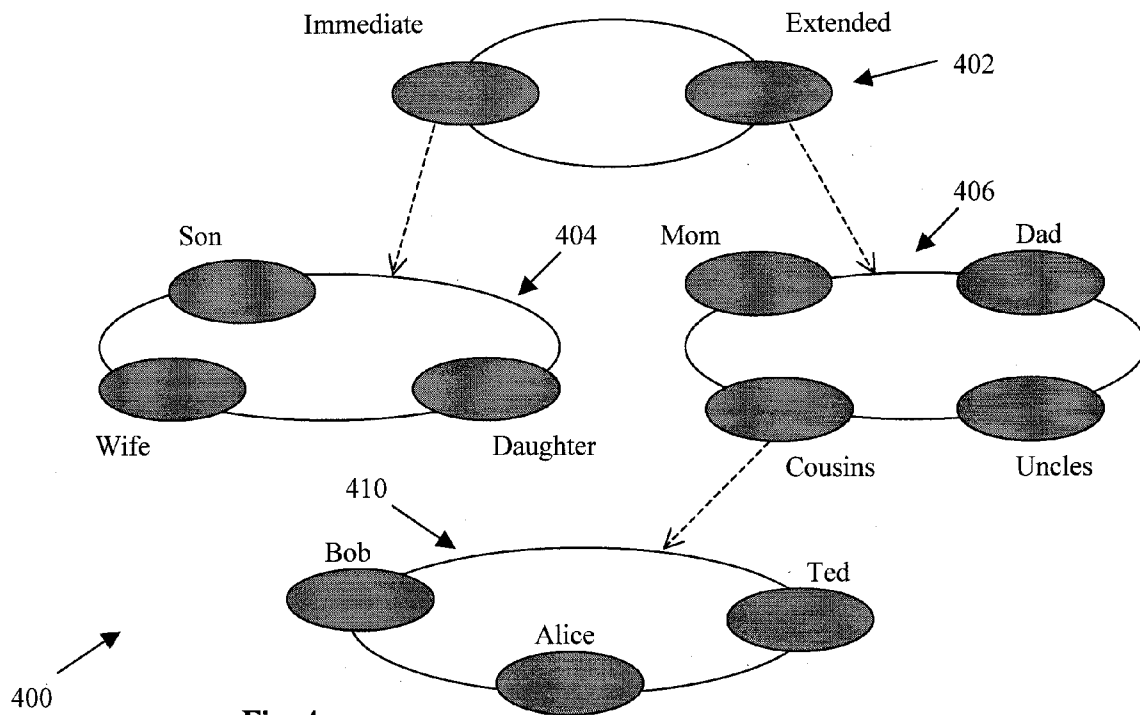 Immediate
Extended
402
406
Son
404
Mom
Dad
Wife
Daughter
Cousins
Uncles
410
Bob
Ted
Alice
400